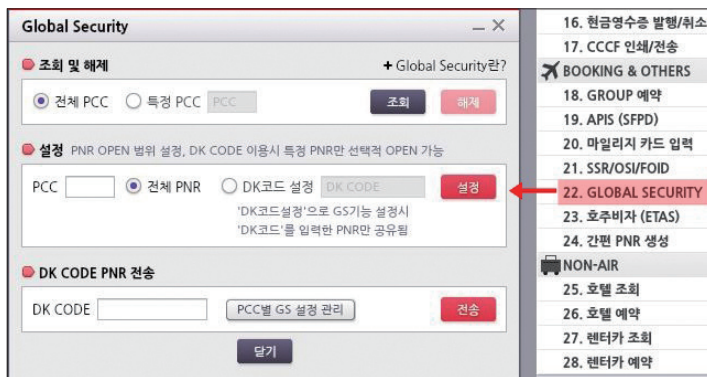 Global Security
조회 및 해제
+ Global Security란?
전체 PCC
특정 PCC
PCC
조회
해제
설정 PNR OPEN 범위 설정, DK CODE 이용시 특정 PNR만 선택적 OPEN 가능
PCC
전체 PNR
DK코드 설정
DK CODE
설정
'DK코드설정'으로 GS기능 설정시
'DK코드'를 입력한 PNR만 공유됨
DK CODE PNR 전송
DK CODE
PCC별 GS 설정 관리
전송
닫기
16. 현금영수증 발행/취소
17. CCCF 인쇄/전송
BOOKING & OTHERS
18. GROUP 예약
19. APIS (SFPD)
20. 마일리지 카드 입력
21. SSR/OSI/FOID
22. GLOBAL SECURITY
23. 호주비자 (ETAS)
24. 간편 PNR 생성
NON-AIR
25. 호텔 조회
26. 호텔 예약
27. 렌터카 조회
28. 렌터카 예약